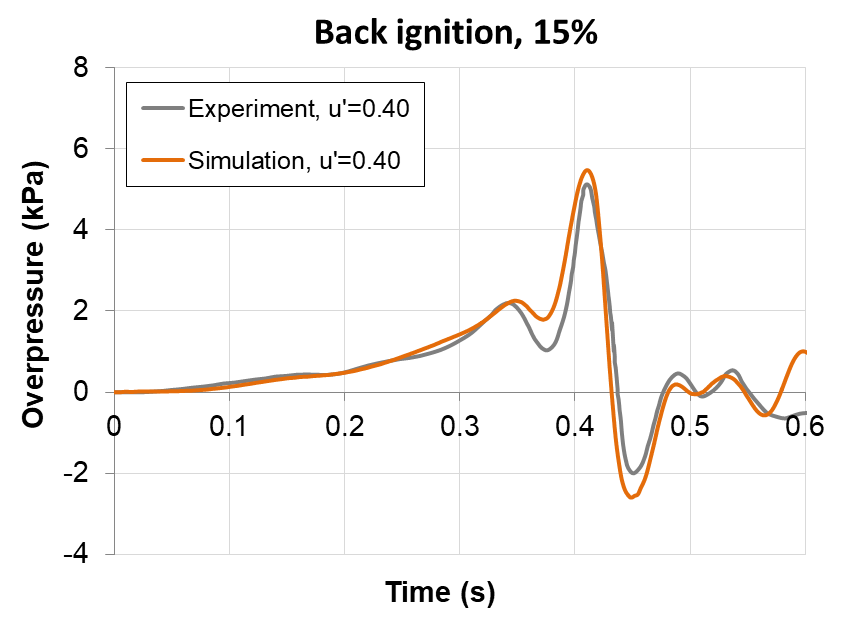 Back ignition, 15%
8
Experiment, u'=0.40
6
Simulation, u'=0.40
4
2
0
0 0.1 0.2 0.3 0.4 0.5 0.6
-2
-4
Overpressure (kPa)
Time (s)